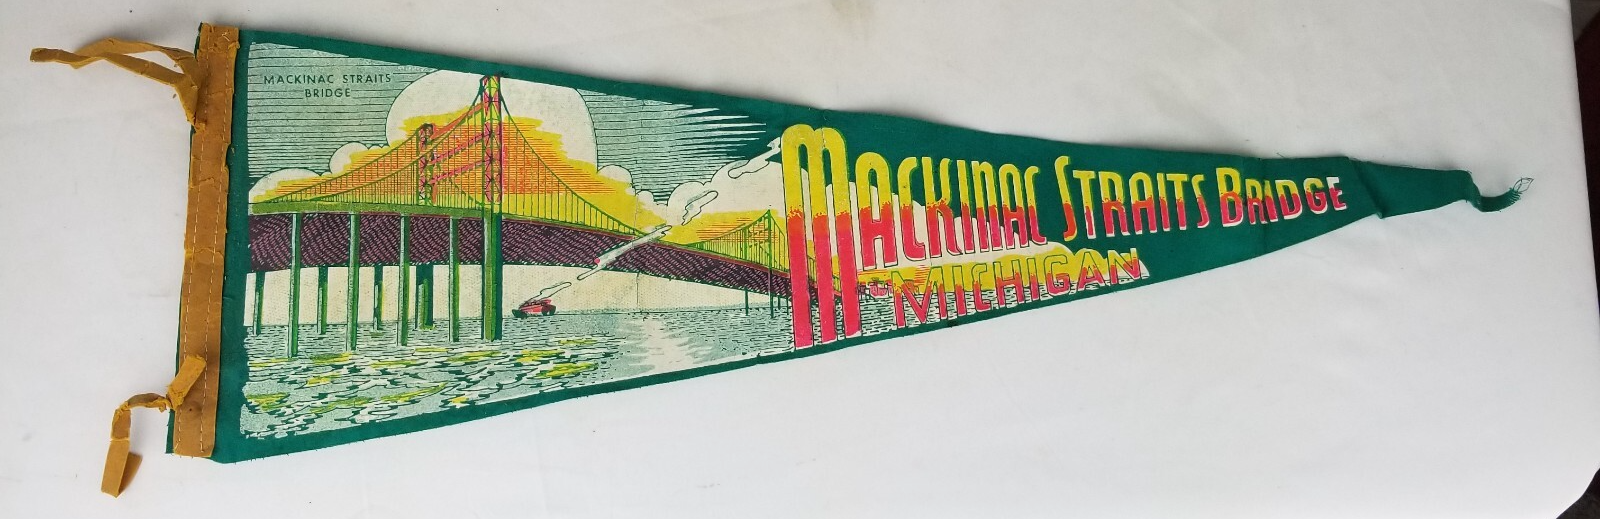 MACKINAC STRAITS
BRIDGE
MACKINAC STRAITS BRIDGE
MICHIGAN